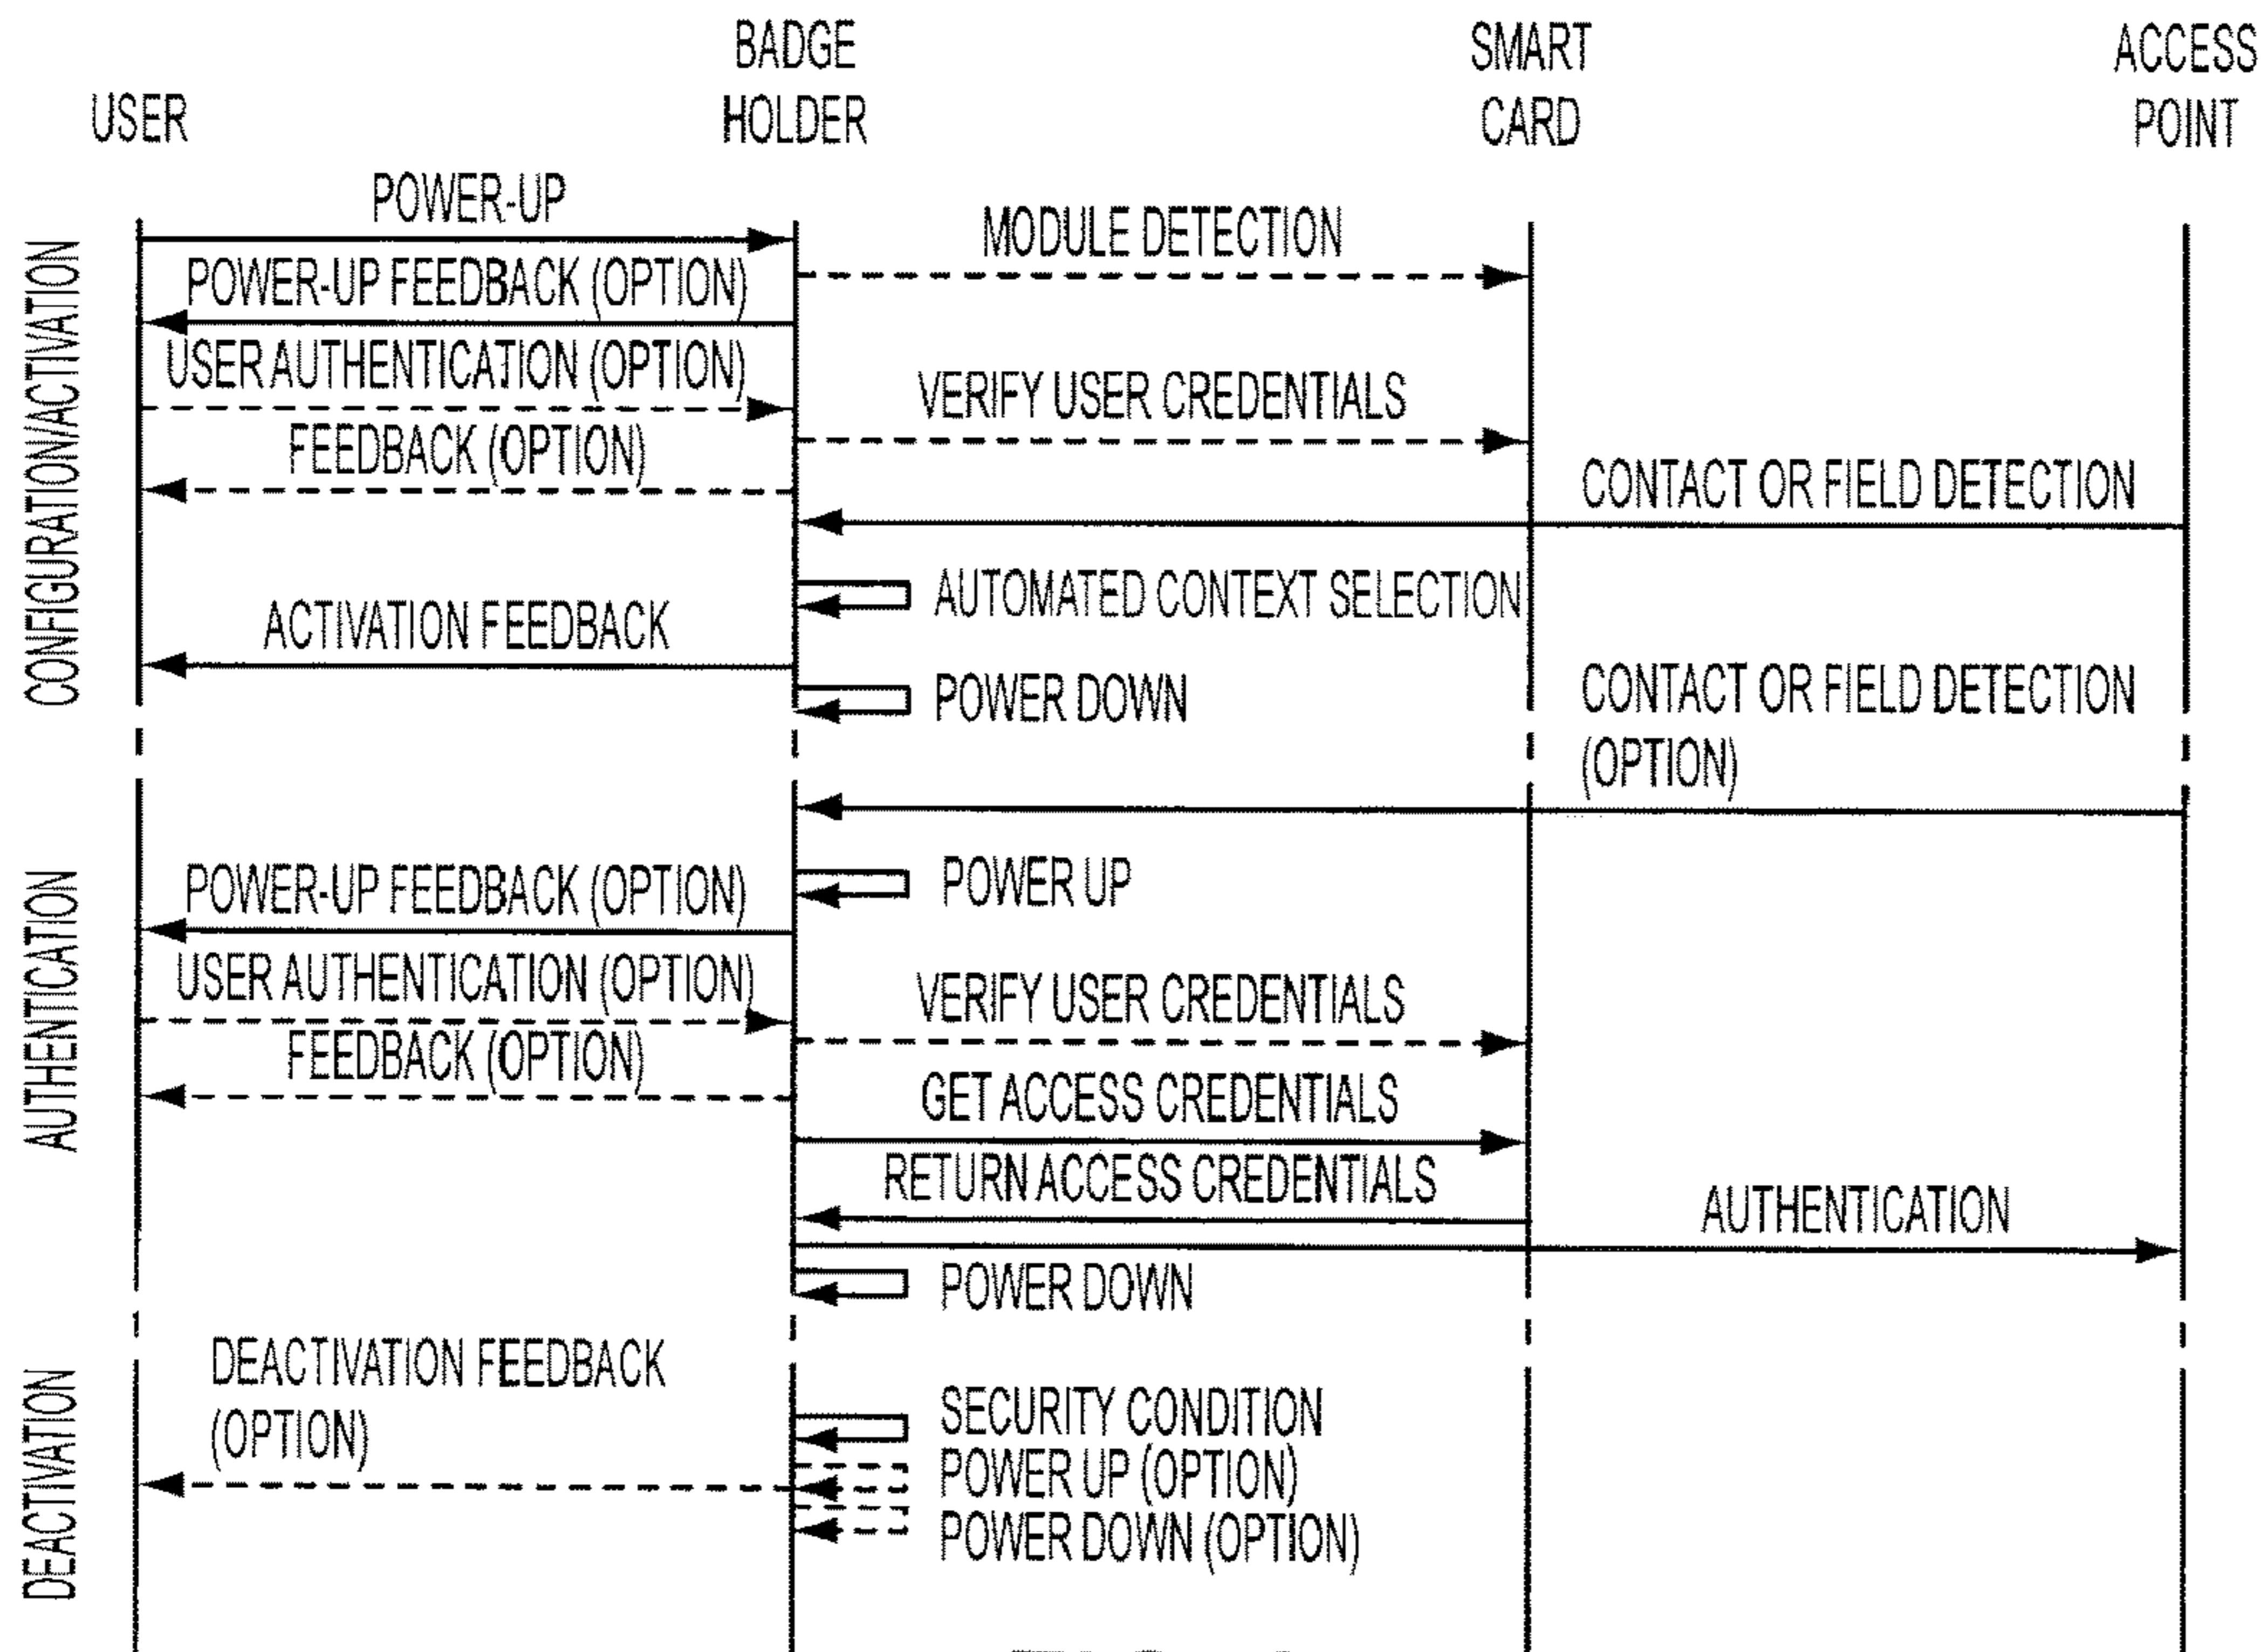 USER
BADGE
HOLDER
SMART
CARD
ACCESS
POINT
CONFIGURATION/ACTIVATION
POWER-UP
MODULE DETECTION
POWER-UP FEEDBACK (OPTION)
USER AUTHENTICATION (OPTION)
VERIFY USER CREDENTIALS
FEEDBACK (OPTION)
CONTACT OR FIELD DETECTION
AUTOMATED CONTEXT SELECTION
ACTIVATION FEEDBACK
POWER DOWN
CONTACT OR FIELD DETECTION
(OPTION)
AUTHENTICATION
POWER UP
POWER-UP FEEDBACK (OPTION)
USER AUTHENTICATION (OPTION)
VERIFY USER CREDENTIALS
FEEDBACK (OPTION)
GET ACCESS CREDENTIALS
RETURN ACCESS CREDENTIALS
AUTHENTICATION
POWER DOWN
DEACTIVATION
DEACTIVATION FEEDBACK
(OPTION)
SECURITY CONDITION
POWER UP (OPTION)
POWER DOWN (OPTION)